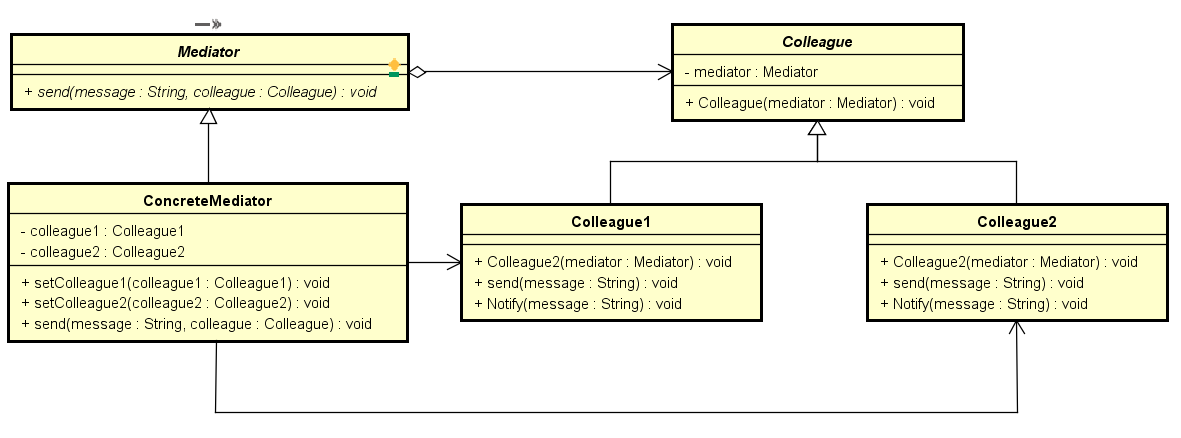 Mediator
+ send(message : String, colleague : Colleague) : void
Colleague
- mediator : Mediator
+ Colleague(mediator : Mediator) : void
ConcreteMediator
- colleague1 : Colleague1
- colleague2 : Colleague2
+ setColleague1(colleague1 : Colleague1) : void
+ setColleague2(colleague2 : Colleague2) : void
+ send(message : String, colleague : Colleague) : void
Colleague1
+ Colleague2(mediator : Mediator) : void
+ send(message : String) : void
+ Notify(message : String) : void
Colleague2
+ Colleague2(mediator : Mediator) : void
+ send(message : String) : void
+ Notify(message : String) : void